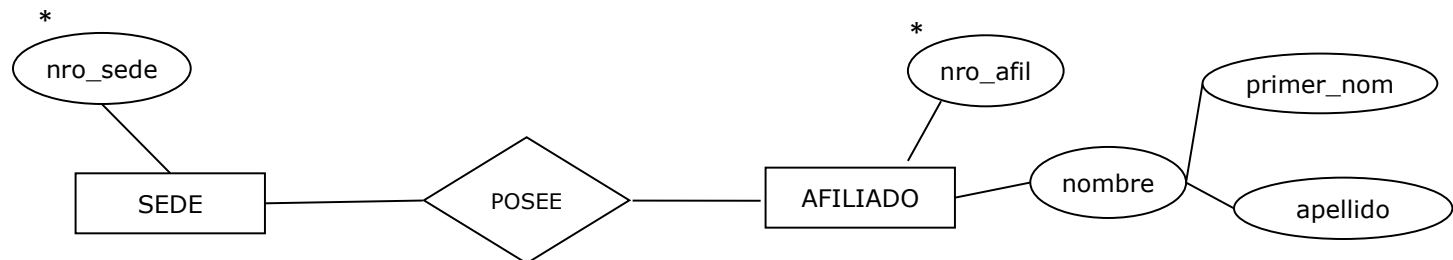 *
nro_sede
*
nro_afil
primer_nom
SEDE
POSEE
AFILIADO
nombre
apellido